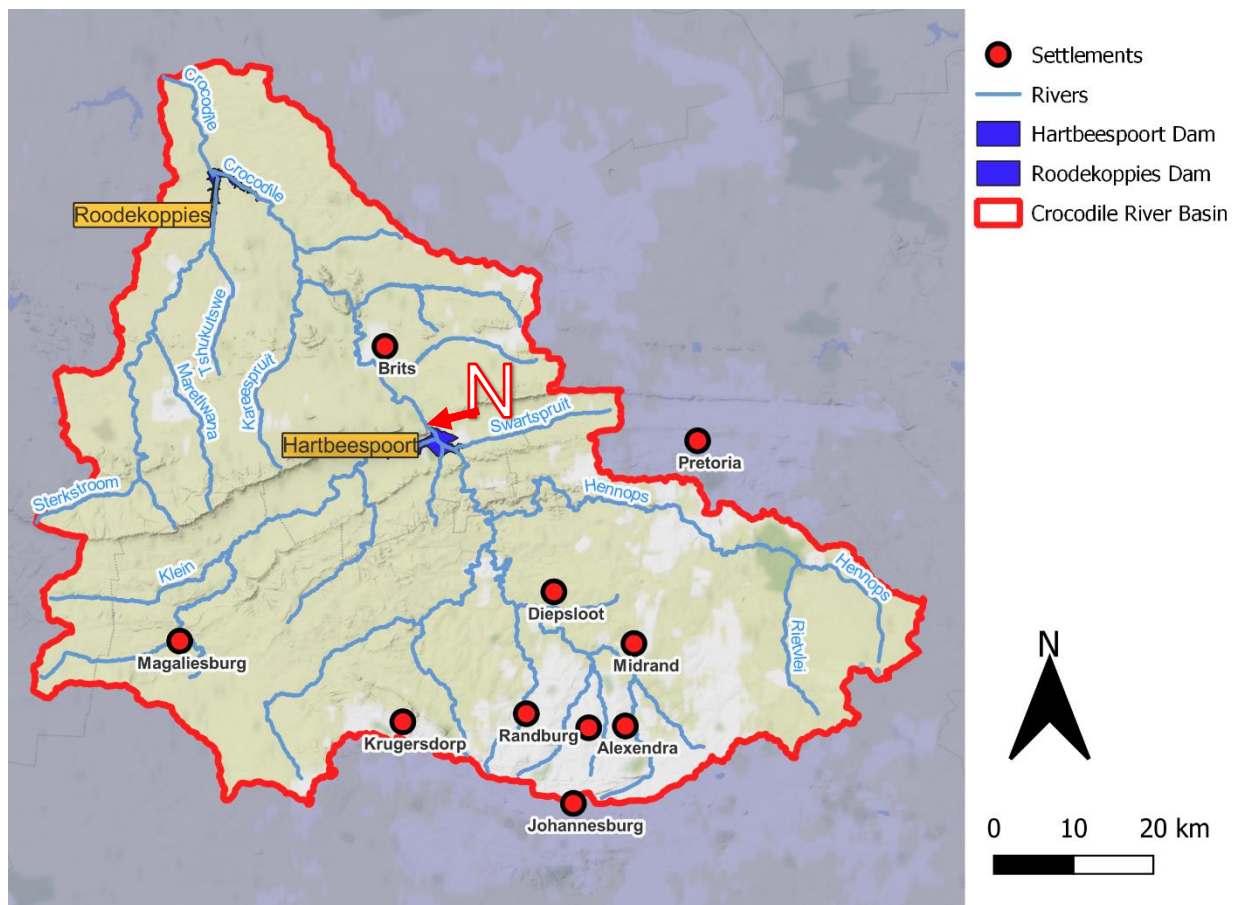 Crocodile
Crocodile
Roodekoppies
Tshukutswe
Maretlwana
Kareespruit
Brits
N
Swartspruit
Hartbeespoort
Pretoria
Sterkstroom
Hennops
Klein
Hennops
Diepsloot
Rietvlei
Magaliesburg
Midrand
Krugersdorp
Randburg
Alexendra
Johannesburg
Settlements
Rivers
Hartbeespoort Dam
Roodekoppies Dam
Crocodile River Basin
N
0 10 20 km